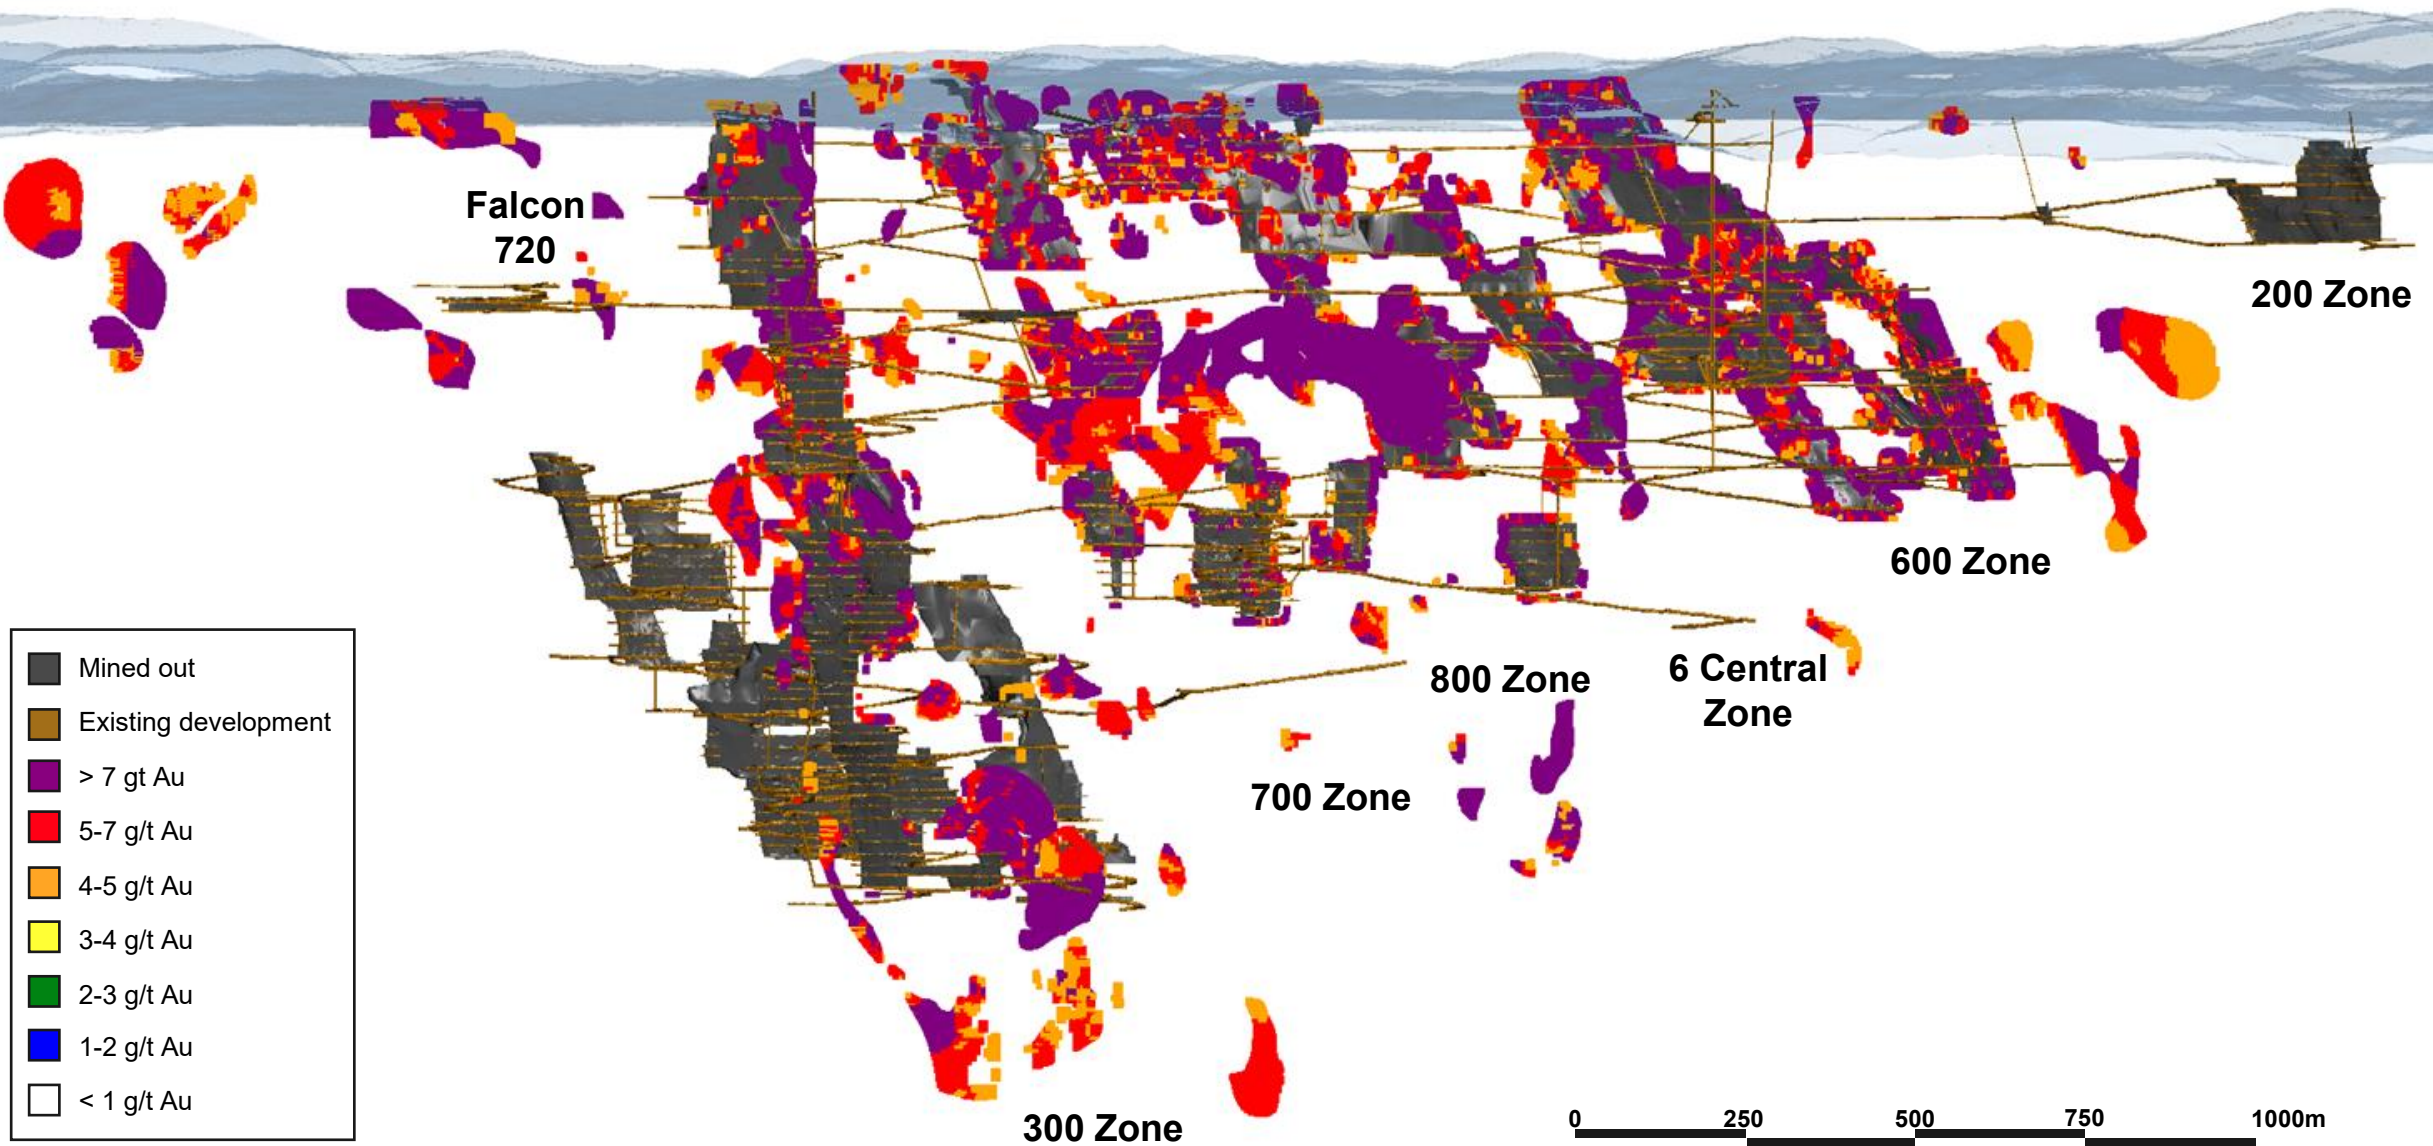 Falcon
720
200 Zone
600 Zone
800 Zone
6 Central
Zone
700 Zone
300 Zone
Mined out
Existing development
> 7 gt Au
5-7 g/t Au
4-5 g/t Au
3-4 g/t Au
2-3 g/t Au
1-2 g/t Au
< 1 g/t Au
0 250 500 750 1000m